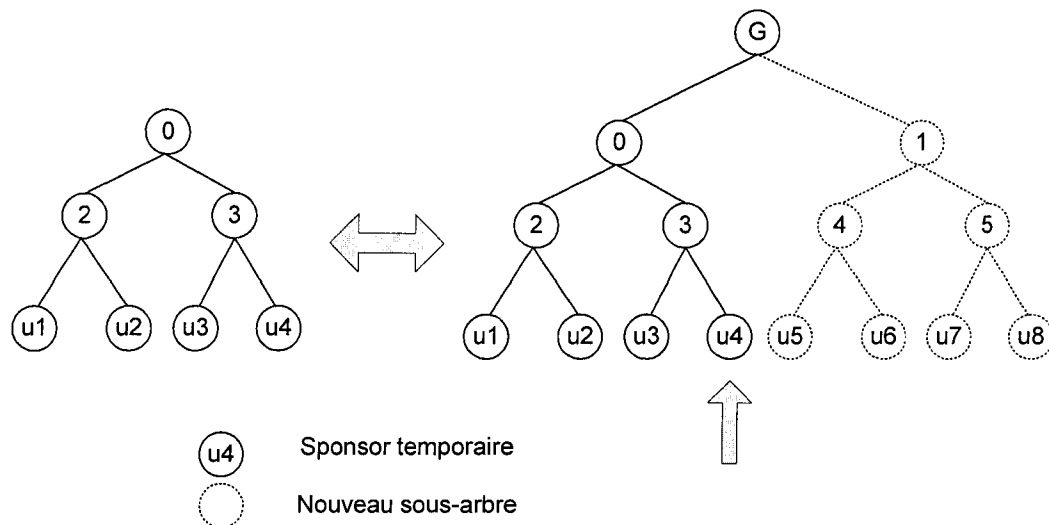 G
0
0
1
2
3
2
3
4
5
u1
u2
u3
u4
u1
u2
u3
u4
u5
u6
u7
u8
u4
Sponsor temporaire
Nouveau sous-arbre